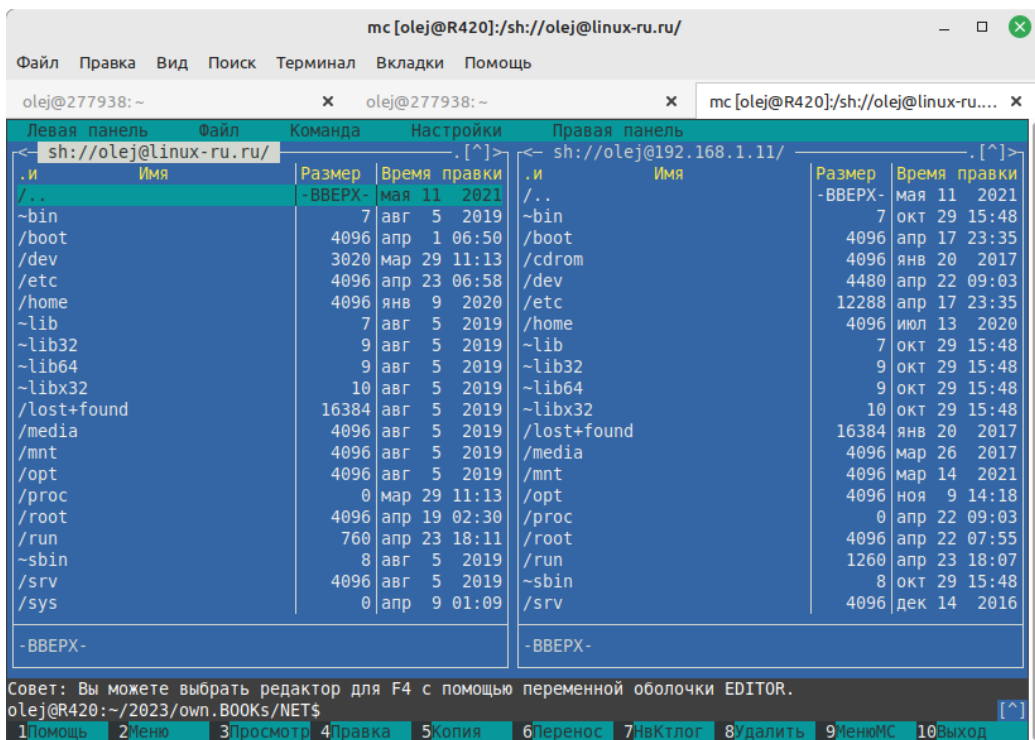 mc [olej@R420]:/sh://olej@linux-ru.ru/
Файл Правка Вид Поиск Терминал Вкладки Помощь
olej@277938: ~ × olej@277938: ~ × mc [olej@R420]:/sh://olej@linux-ru.… ×
Левая панель Файл Команда Настройки Правая панель
<— sh://olej@linux-ru.ru/ .[^]> <— sh://olej@192.168.1.11/ .[^]>
.и Имя Размер Время правки .и Имя Размер Время правки
/.. -ВВЕРХ- мая 11 2021 /.. -ВВЕРХ- мая 11 2021
~bin 7 авг 5 2019 ~bin 7 окт 29 15:48
/boot 4096 апр 1 06:50 /boot 4096 апр 17 23:35
/dev 3020 мар 29 11:13 /cdrom 4096 янв 20 2017
/etc 4096 апр 23 06:58 /dev 4480 апр 22 09:03
/home 4096 янв 9 2020 /etc 12288 апр 17 23:35
~lib 7 авг 5 2019 /home 4096 июл 13 2020
~lib32 9 авг 5 2019 ~lib 7 окт 29 15:48
~lib64 9 авг 5 2019 ~lib32 9 окт 29 15:48
~libx32 10 авг 5 2019 ~lib64 9 окт 29 15:48
/lost+found 16384 авг 5 2019 ~libx32 10 окт 29 15:48
/media 4096 авг 5 2019 /lost+found 16384 янв 20 2017
/mnt 4096 авг 5 2019 /media 4096 мар 26 2017
/opt 4096 авг 5 2019 /mnt 4096 мар 14 2021
/proc 0 мар 29 11:13 /opt 4096 ноя 9 14:18
/root 4096 апр 19 02:30 /proc 0 апр 22 09:03
/run 760 апр 23 18:11 /root 4096 апр 22 07:55
~sbin 8 авг 5 2019 /run 1260 апр 23 18:07
/srv 4096 авг 5 2019 ~sbin 8 окт 29 15:48
/sys 0 апр 9 01:09 /srv 4096 дек 14 2016
-ВВЕРХ- -ВВЕРХ-
Совет: Вы можете выбрать редактор для F4 с помощью переменной оболочки EDITOR.
olej@R420:~/2023/own.BOOKs/NET$ [^]
1Помощь 2Меню 3Просмотр 4Правка 5Копия 6Перенос 7НвКтлог 8Удалить 9МенюMC 10Выход